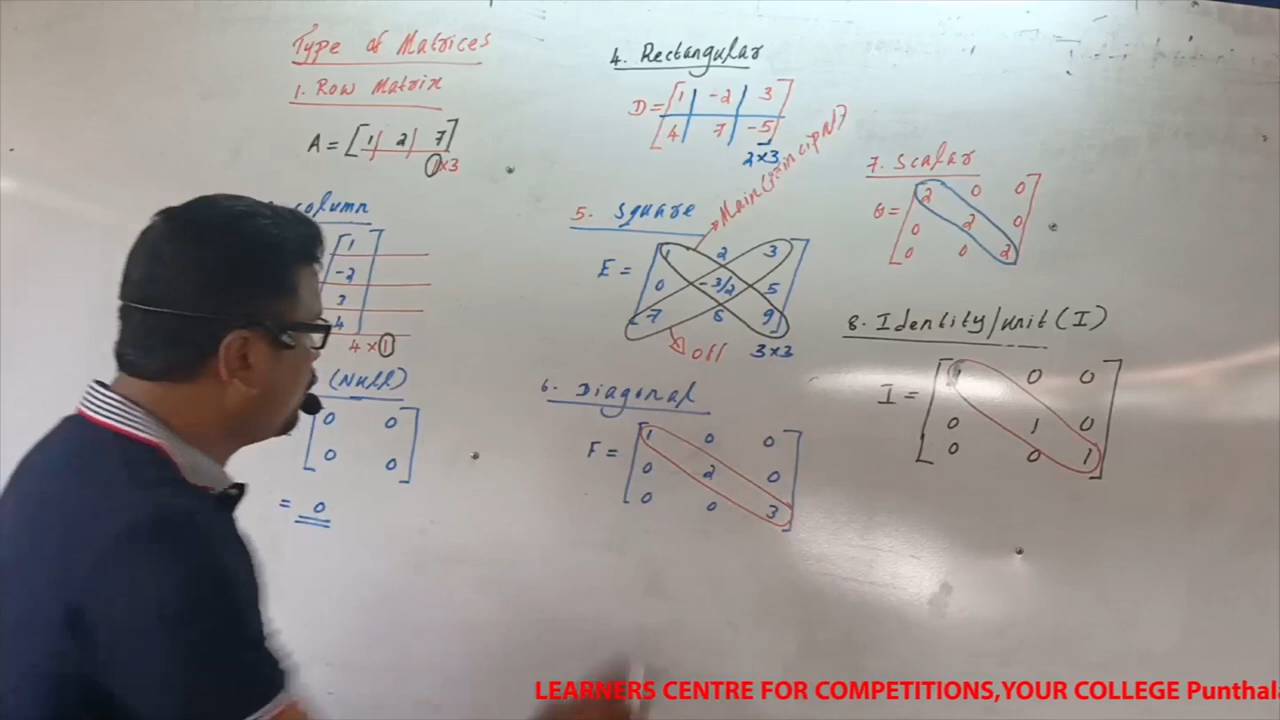 Type of Matrices
1. Row Matrix
A = [ 1 2 7 ]
1×3
column
1
-2
3
4
4 × 1
(Null)
0 0
0 0
= 0
4. Rectangular
D = [ 1 -2 3 ]
[ 4 7 -5 ]
2×3
5. Square
Main
E = [ 1 2 3 ]
0 -3/2 5
7 8 9
off
3×3
6. Diagonal
F = [ 1 0 0 ]
0 2 0
0 0 3
7. Scalar
G = [ 2 0 0 ]
0 2 0
0 0 2
8. Identity/unit (I)
I = [ 1 0 0 ]
0 1 0
0 0 1
LEARNERS CENTRE FOR COMPETITIONS,YOUR COLLEGE Punthal